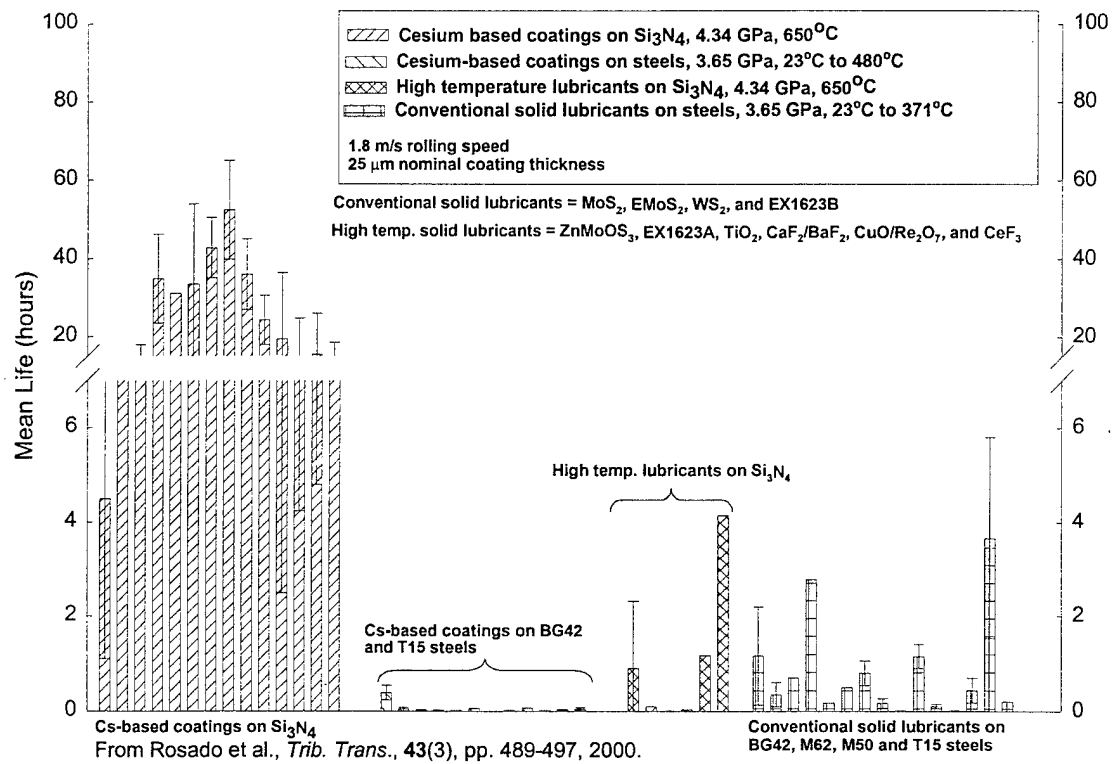 100
80
60
40
20
6
4
2
0
Mean Life (hours)
Cesium based coatings on Si₃N₄, 4.34 GPa, 650°C
Cesium-based coatings on steels, 3.65 GPa, 23°C to 480°C
High temperature lubricants on Si₃N₄, 4.34 GPa, 650°C
Conventional solid lubricants on steels, 3.65 GPa, 23°C to 371°C
1.8 m/s rolling speed
25 μm nominal coating thickness
Conventional solid lubricants = MoS₂, EMoS₂, WS₂, and EX1623B
High temp. solid lubricants = ZnMoOS₃, EX1623A, TiO₂, CaF₂/BaF₂, CuO/Re₂O₇, and CeF₃
100
80
60
40
20
6
4
2
0
High temp. lubricants on Si₃N₄
Cs-based coatings on BG42
and T15 steels
Cs-based coatings on Si₃N₄
Conventional solid lubricants on
BG42, M62, M50 and T15 steels
From Rosado et al., Trib. Trans., 43(3), pp. 489-497, 2000.